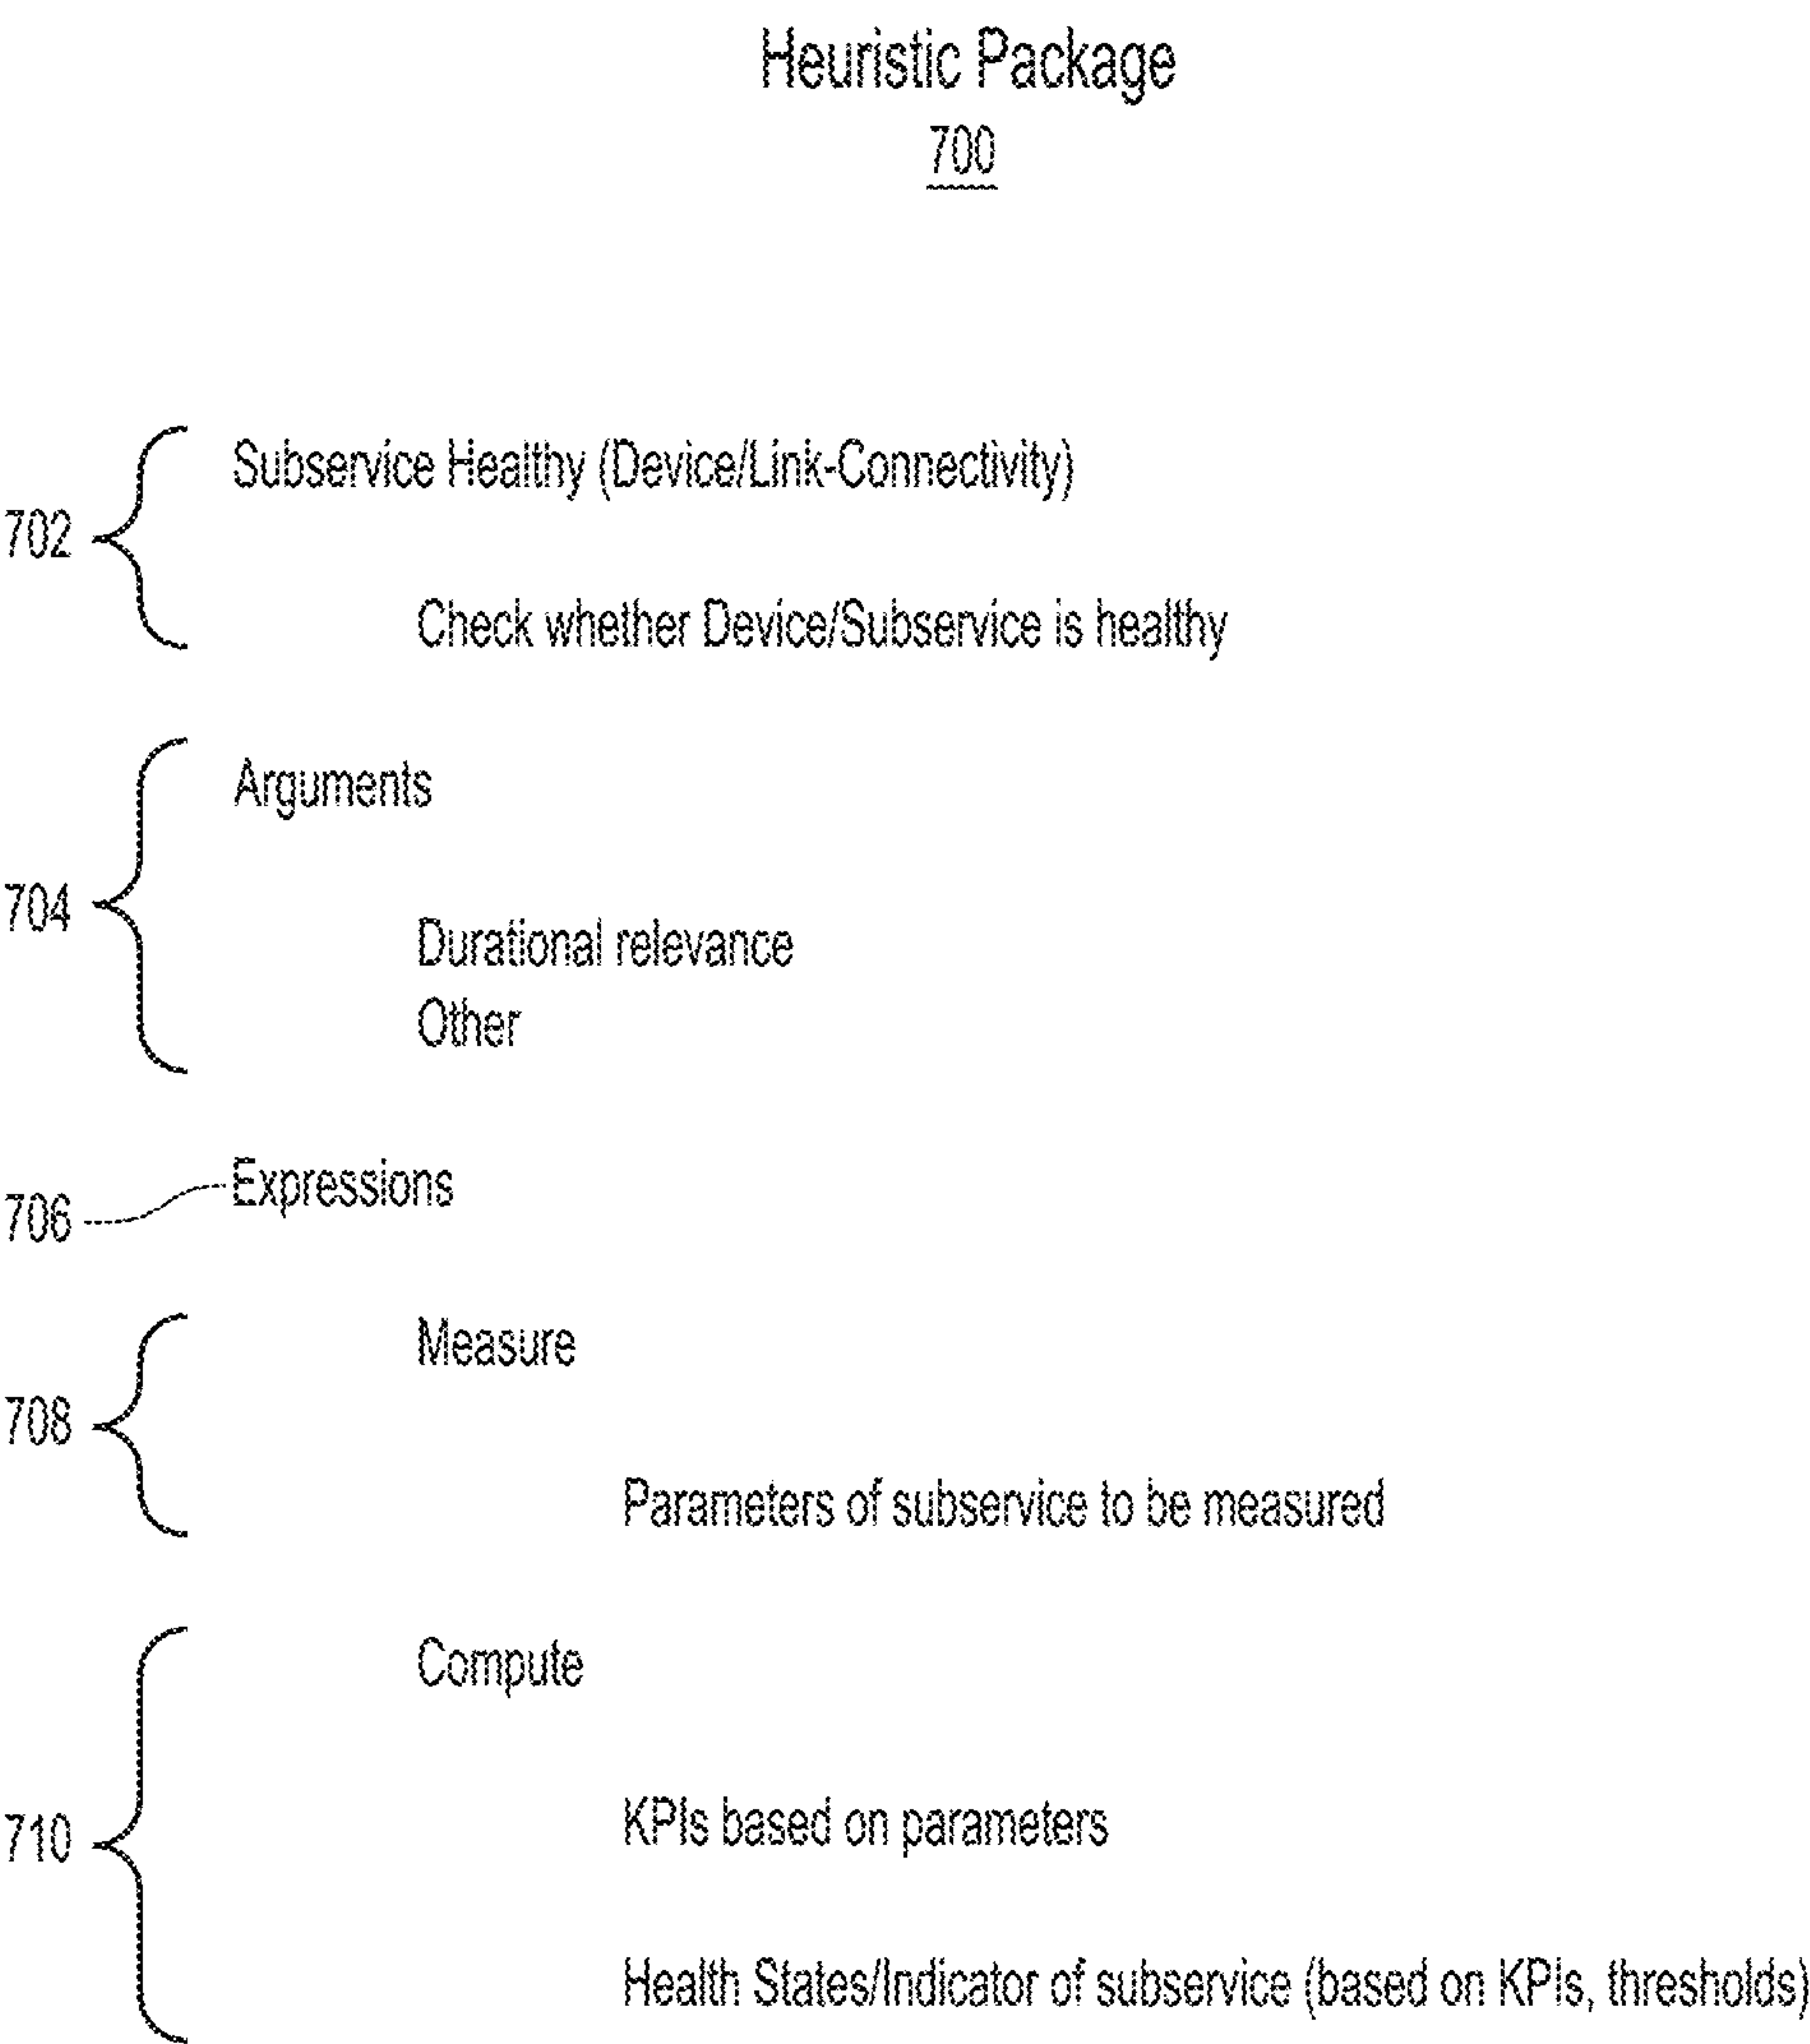 Heuristic Package
700
702
Subservice Healthy (Device/Link-Connectivity)
Check whether Device/Subservice is healthy
704
Arguments
Durational relevance
Other
706
Expressions
708
Measure
Parameters of subservice to be measured
710
Compute
KPIs based on parameters
Health States/Indicator of subservice (based on KPIs, thresholds)